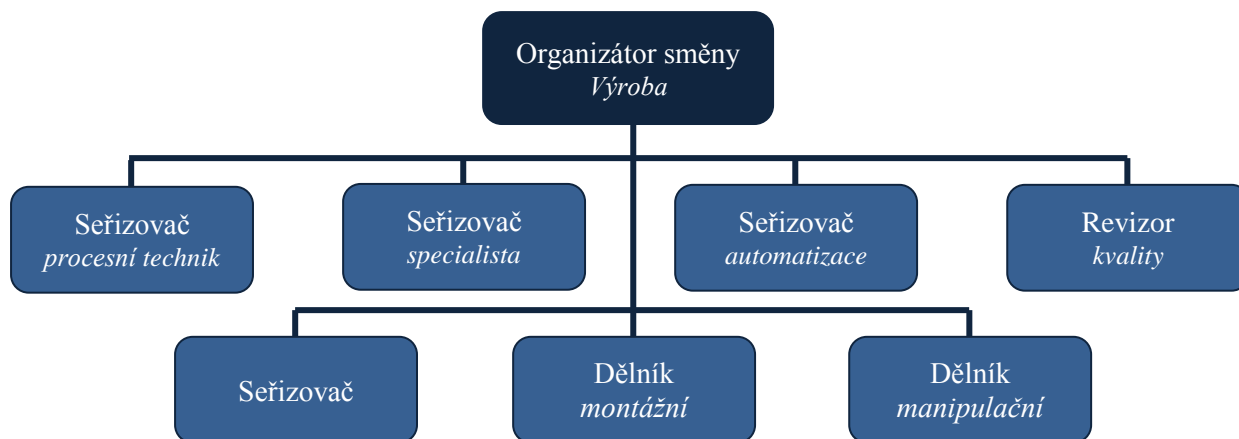 Organizátor směny
Výroba
Seřizovač
procesní technik
Seřizovač
specialista
Seřizovač
automatizace
Revizor
kvality
Seřizovač
Dělník
montážní
Dělník
manipulační